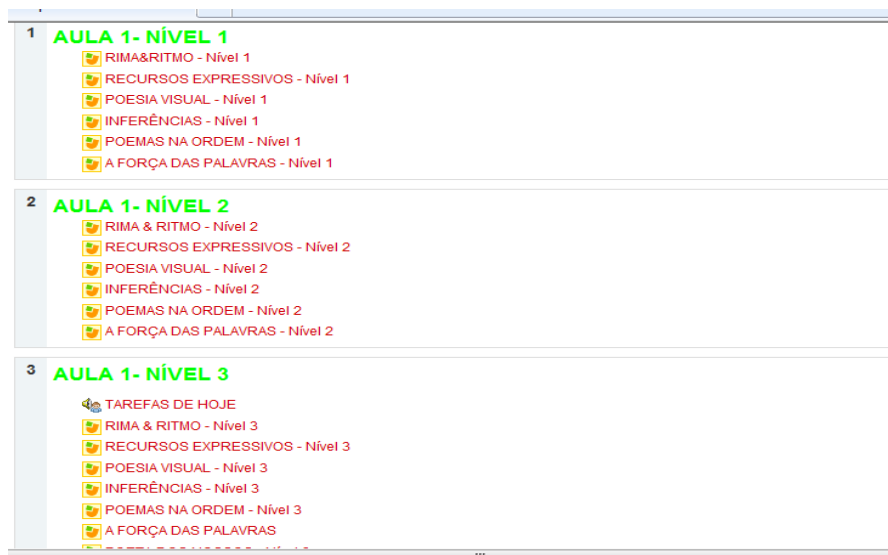 1
AULA 1- NÍVEL 1
RIMA&RITMO - Nível 1
RECURSOS EXPRESSIVOS - Nível 1
POESIA VISUAL - Nível 1
INFERÊNCIAS - Nível 1
POEMAS NA ORDEM - Nível 1
A FORÇA DAS PALAVRAS - Nível 1
2
AULA 1- NÍVEL 2
RIMA & RITMO - Nível 2
RECURSOS EXPRESSIVOS - Nível 2
POESIA VISUAL - Nível 2
INFERÊNCIAS - Nível 2
POEMAS NA ORDEM - Nível 2
A FORÇA DAS PALAVRAS - Nível 2
3
AULA 1- NÍVEL 3
TAREFAS DE HOJE
RIMA & RITMO - Nível 3
RECURSOS EXPRESSIVOS - Nível 3
POESIA VISUAL - Nível 3
INFERÊNCIAS - Nível 3
POEMAS NA ORDEM - Nível 3
A FORÇA DAS PALAVRAS